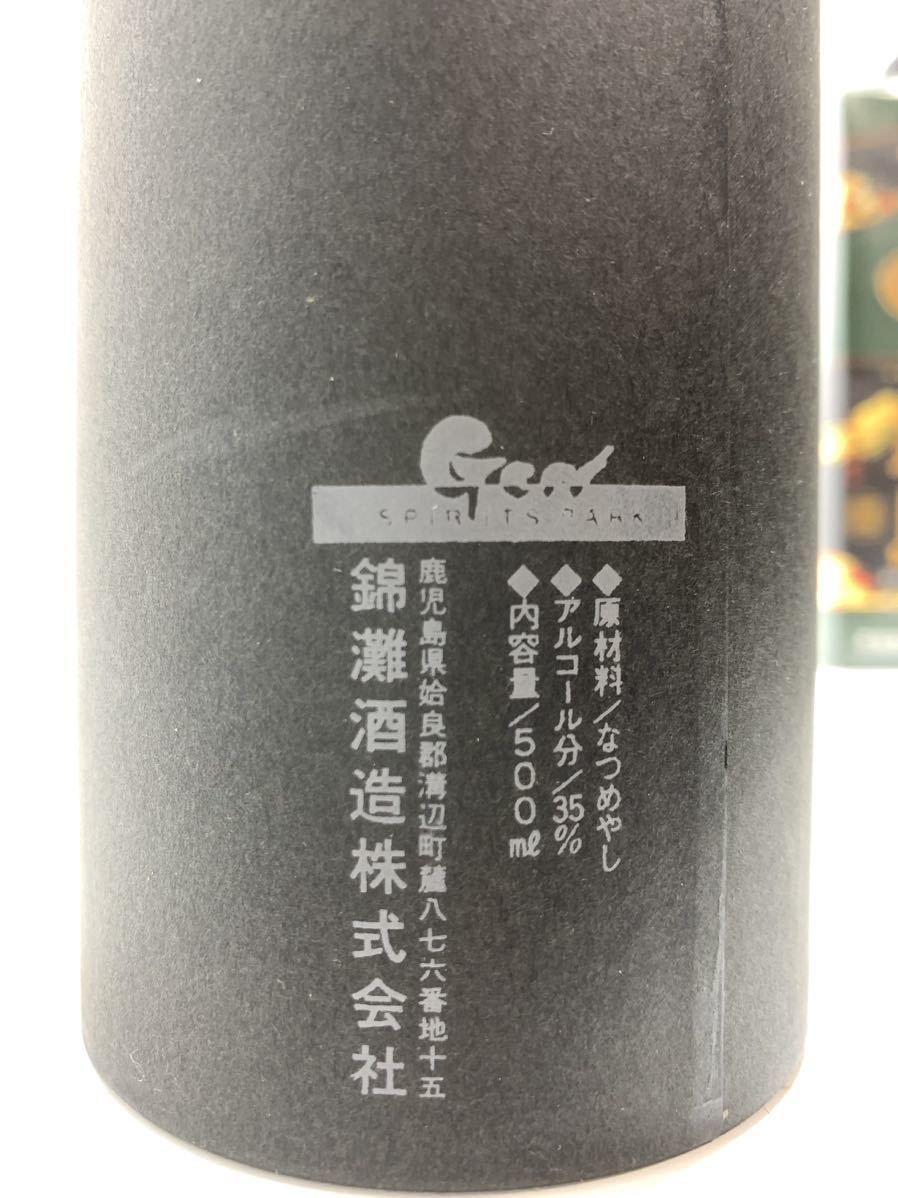 SPIRITS PARK
◆原材料/なつめやし
◆アルコール分/35%
◆内容量/500ml
鹿児島県姶良郡溝辺町麓八七六番地十五
錦灘酒造株式会社